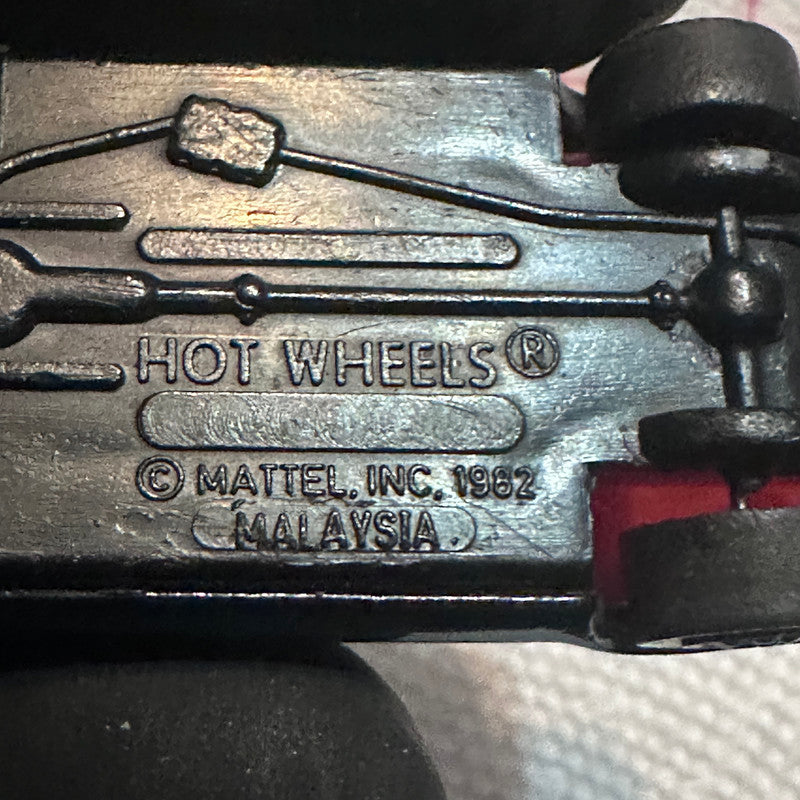 HOT WHEELS®
© MATTEL, INC. 1982
MALAYSIA.